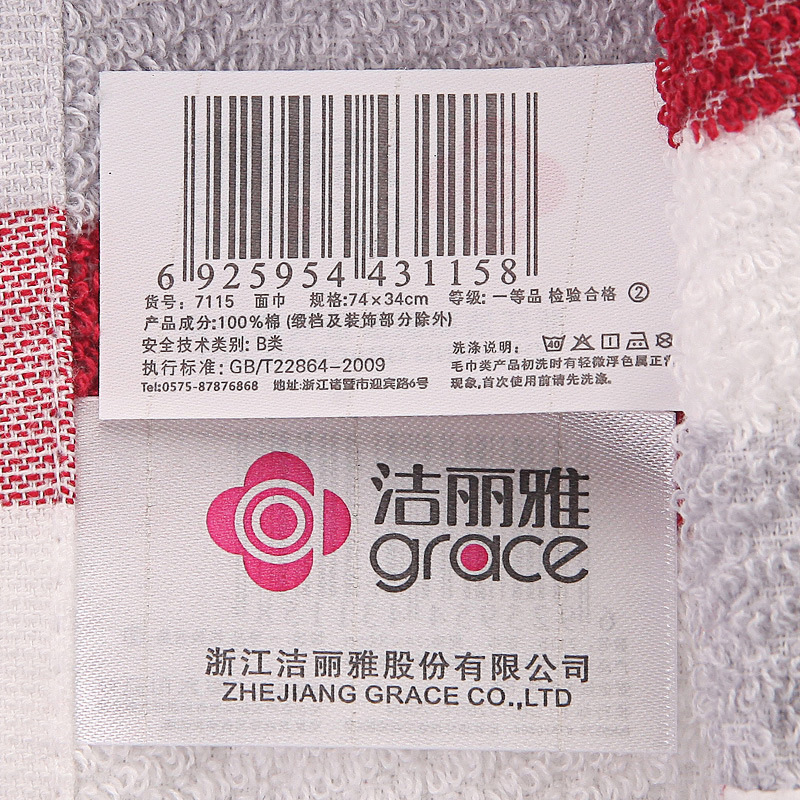 6 925954 431158
货号: 7115 面巾 规格:74×34cm 等级: 一等品 检验合格 ②
产品成分:100%棉 (缎档及装饰部分除外)
安全技术类别: B类
执行标准: GB/T22864-2009
Tel:0575-87876868 地址:浙江诸暨市迎宾路6号
洗涤说明: 40
毛巾类产品初洗时有轻微浮色属正常
现象,首次使用前请先洗涤.
洁丽雅
grace
浙江洁丽雅股份有限公司
ZHEJIANG GRACE CO.,LTD